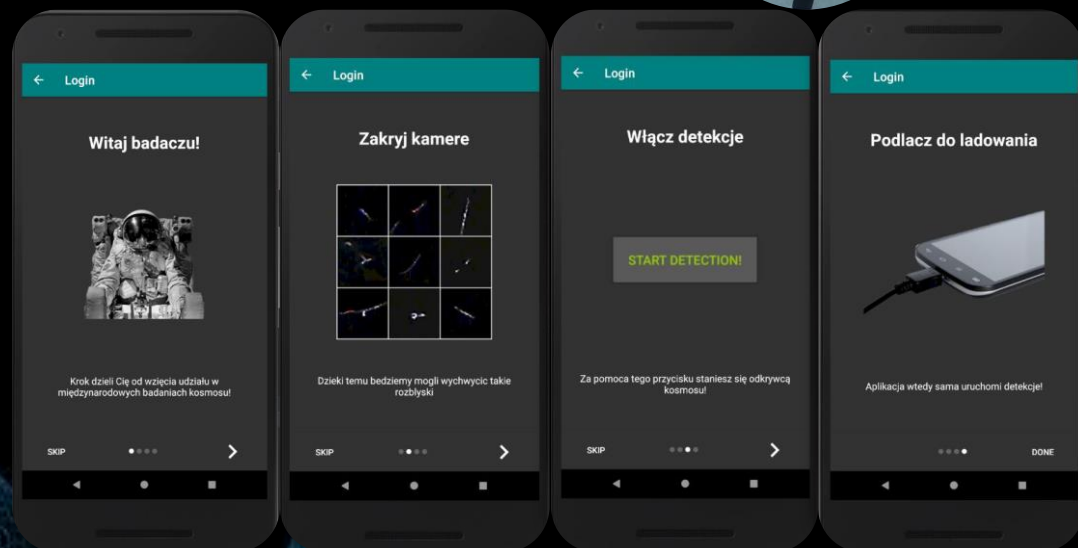 Login
Witaj badaczu!
Krok dzieli Cię od wzięcia udziału w
międzynarodowych badaniach kosmosu!
SKIP
Login
Zakryj kamere
Dzieki temu bedziemy mogli wychwycic takie
rozblyski
SKIP
Login
Włącz detekcje
START DETECTION!
Za pomoca tego przycisku staniesz się odkrywcą
kosmosu!
SKIP
Login
Podlacz do ladowania
Aplikacja wtedy sama uruchomi detekcje!
DONE